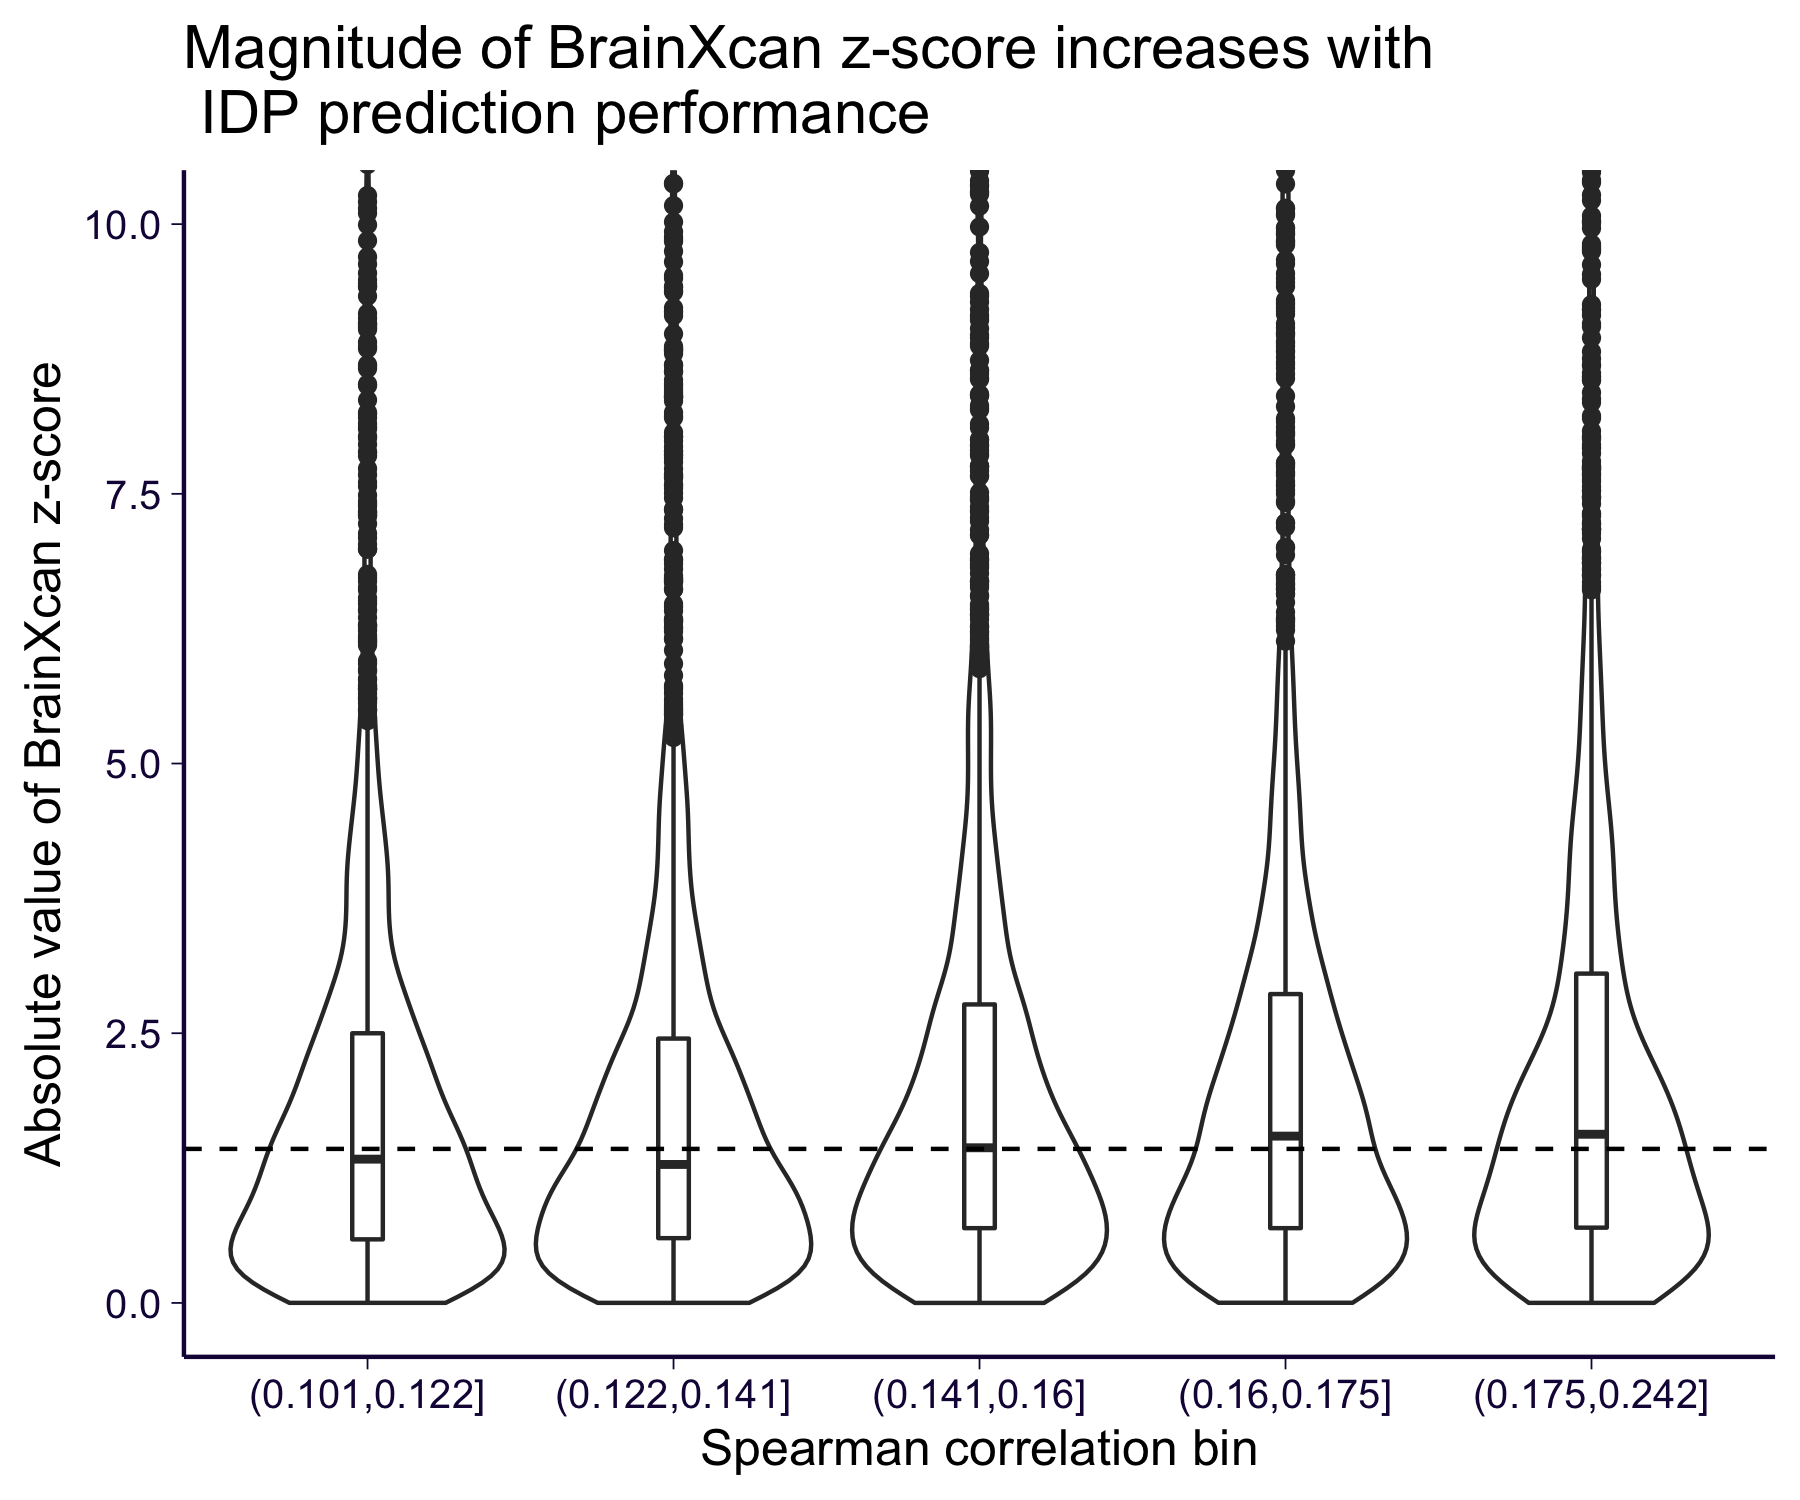 Magnitude of BrainXcan z-score increases with
IDP prediction performance
Absolute value of BrainXcan z-score
10.0
7.5
5.0
2.5
0.0
(0.101,0.122] (0.122,0.141] (0.141,0.16] (0.16,0.175] (0.175,0.242]
Spearman correlation bin